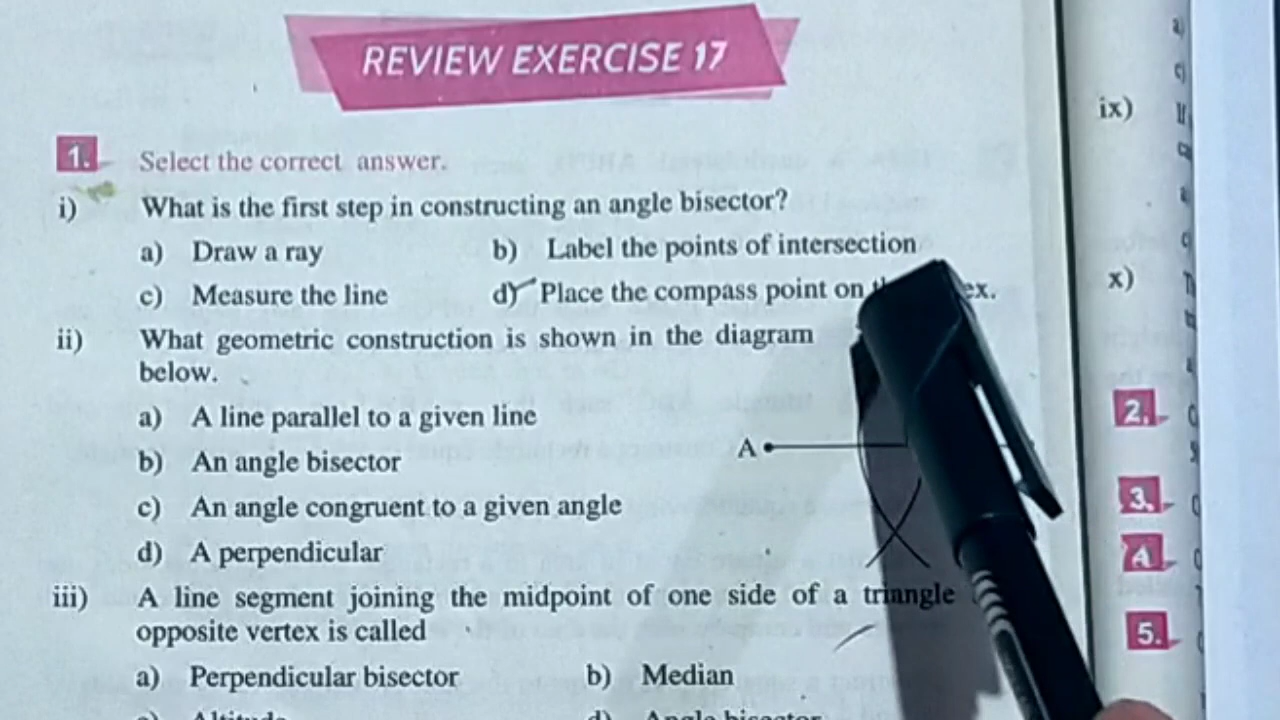 REVIEW EXERCISE 17
1. Select the correct answer.
i) What is the first step in constructing an angle bisector?
a) Draw a ray b) Label the points of intersection
c) Measure the line d) Place the compass point on
ii) What geometric construction is shown in the diagram
below.
a) A line parallel to a given line
A
b) An angle bisector
c) An angle congruent to a given angle
d) A perpendicular
iii) A line segment joining the midpoint of one side of a triangle
opposite vertex is called
a) Perpendicular bisector b) Median
c) Altitude d) Angle bisector
ix)
x)
2.
3.
4.
5.